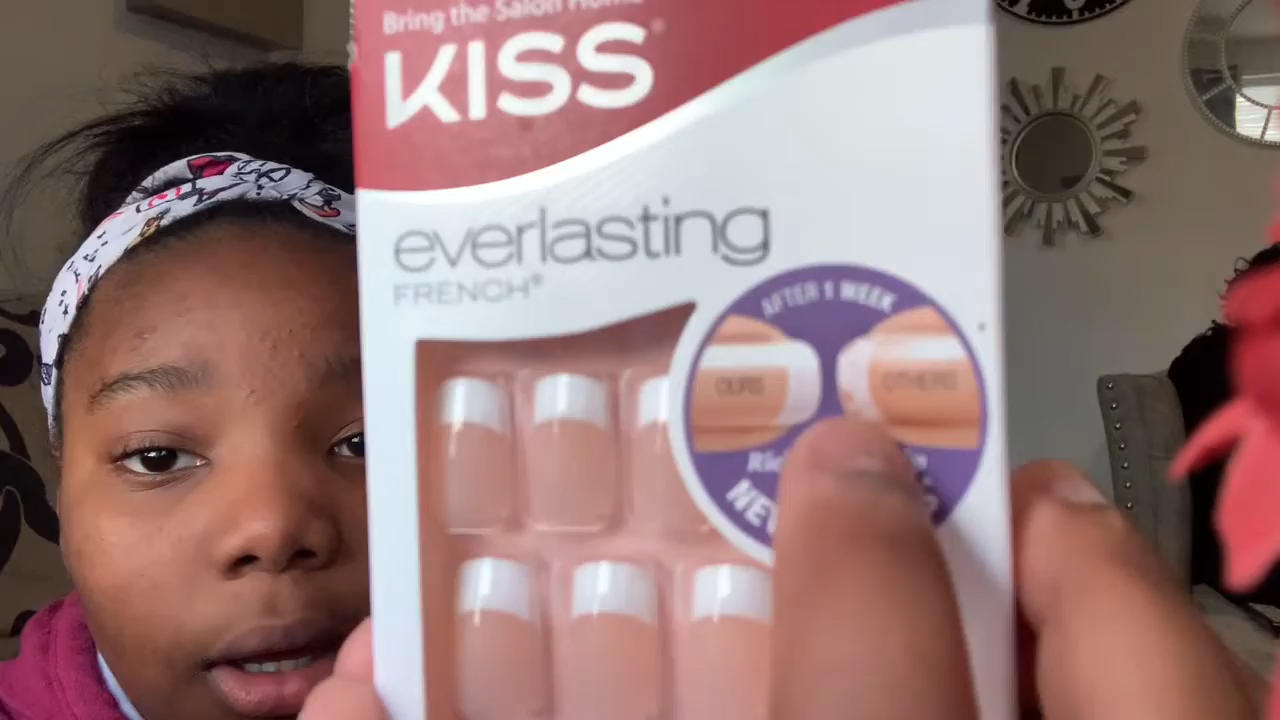 Bring the Salon Home
KISS®
everlasting
FRENCH®
AFTER 1 WEEK
OURS
OTHERS